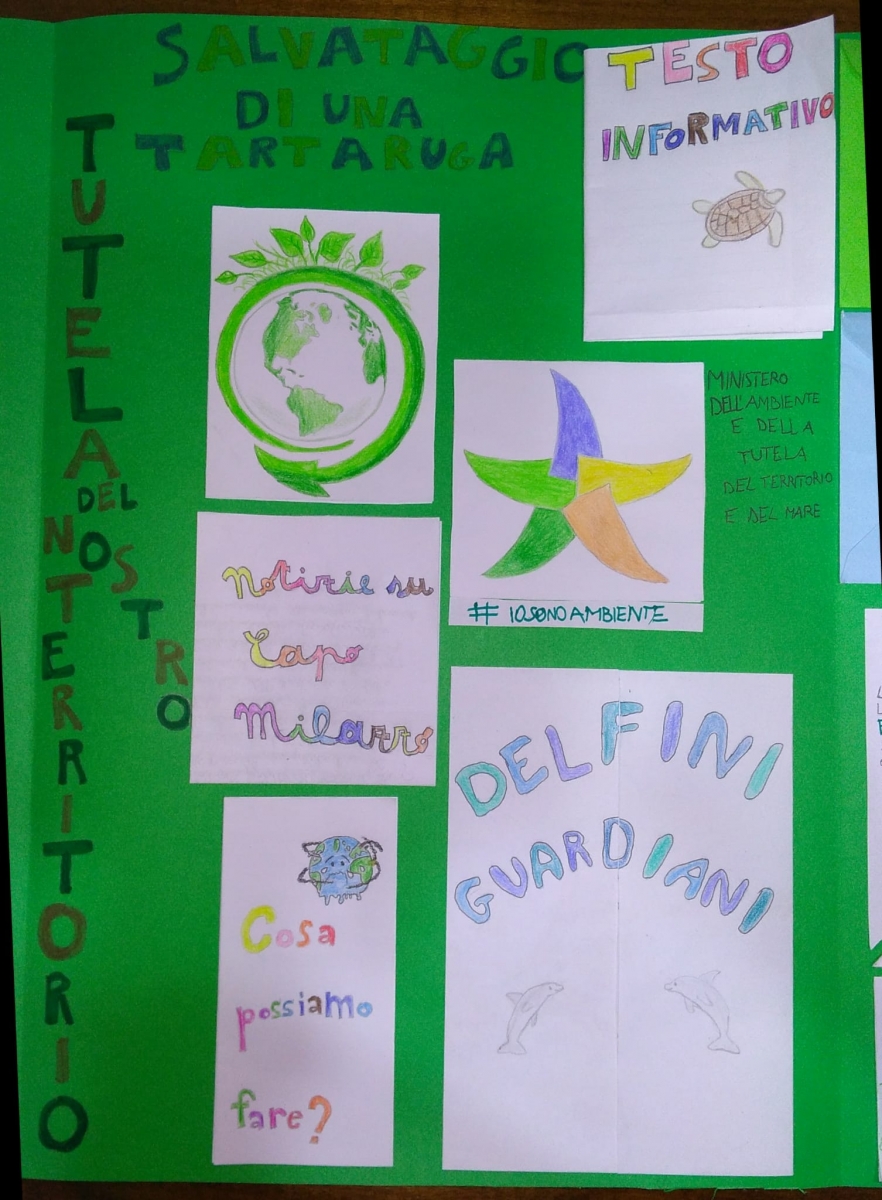 SALVATAGGIO
DI UNA
TARTARUGA
TUTELA
DEL
NOSTRO
TERRITORIO
TESTO
INFORMATIVO
MINISTERO
DELL'AMBIENTE
E DELLA
TUTELA
DEL TERRITORIO
E DEL MARE
# IOSONOAMBIENTE
Notizie su
Capo
Milazzo
DELFINI
GUARDIANI
Cosa
possiamo
fare?